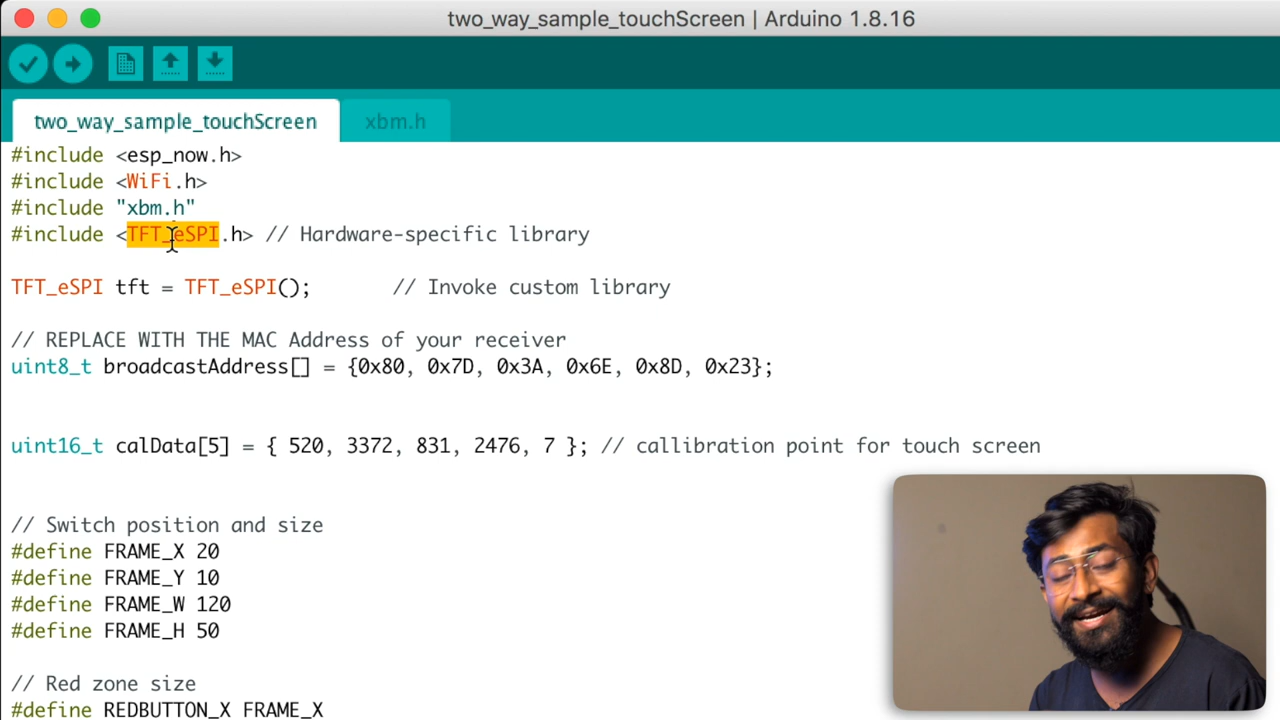 two_way_sample_touchScreen | Arduino 1.8.16
two_way_sample_touchScreen
xbm.h
#include <esp_now.h>
#include <WiFi.h>
#include "xbm.h"
#include <TFT_eSPI.h> // Hardware-specific library
TFT_eSPI tft = TFT_eSPI(); // Invoke custom library
// REPLACE WITH THE MAC Address of your receiver
uint8_t broadcastAddress[] = {0x80, 0x7D, 0x3A, 0x6E, 0x8D, 0x23};
uint16_t calData[5] = { 520, 3372, 831, 2476, 7 }; // callibration point for touch screen
// Switch position and size
#define FRAME_X 20
#define FRAME_Y 10
#define FRAME_W 120
#define FRAME_H 50
// Red zone size
#define REDBUTTON_X FRAME_X